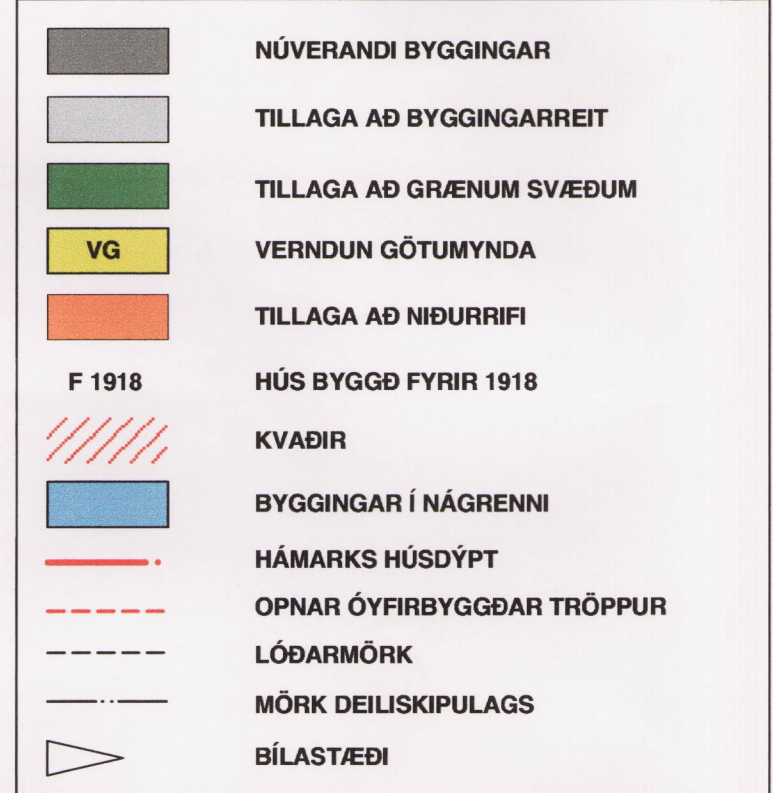 NÚVERANDI BYGGINGAR
TILLAGA AÐ BYGGINGARREIT
TILLAGA AÐ GRÆNUM SVÆÐUM
VG VERNDUN GÖTUMYNDA
TILLAGA AÐ NIÐURRIFI
F 1918 HÚS BYGGÐ FYRIR 1918
KVAÐIR
BYGGINGAR Í NÁGRENNI
HÁMARKS HÚSDÝPT
OPNAR ÓYFIRBYGGÐAR TRÖPPUR
LÓÐARMÖRK
MÖRK DEILISKIPULAGS
BÍLASTÆÐI